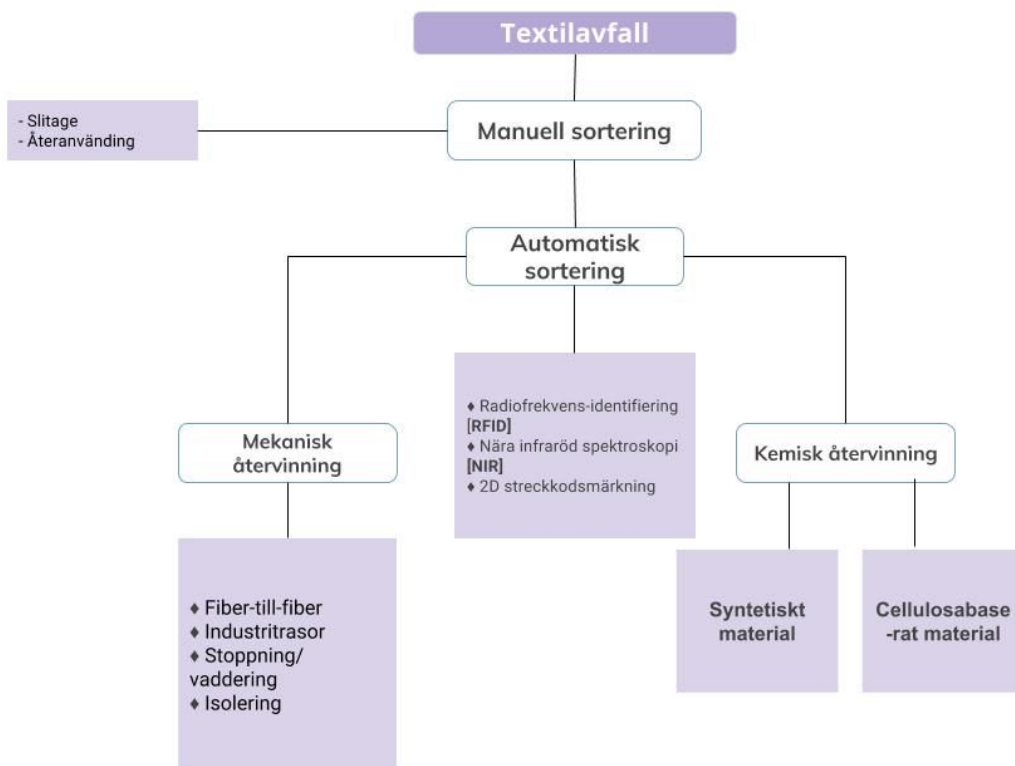 Textilavfall
- Slitage
- Återanvänding
Manuell sortering
Automatisk
sortering
♦ Radiofrekvens-identifiering
[RFID]
♦ Nära infraröd spektroskopi
[NIR]
♦ 2D streckkodsmärkning
Mekanisk
återvinning
♦ Fiber-till-fiber
♦ Industritrasor
♦ Stoppning/
vaddering
♦ Isolering
Kemisk återvinning
Syntetiskt
material
Cellulosabase
-rat material